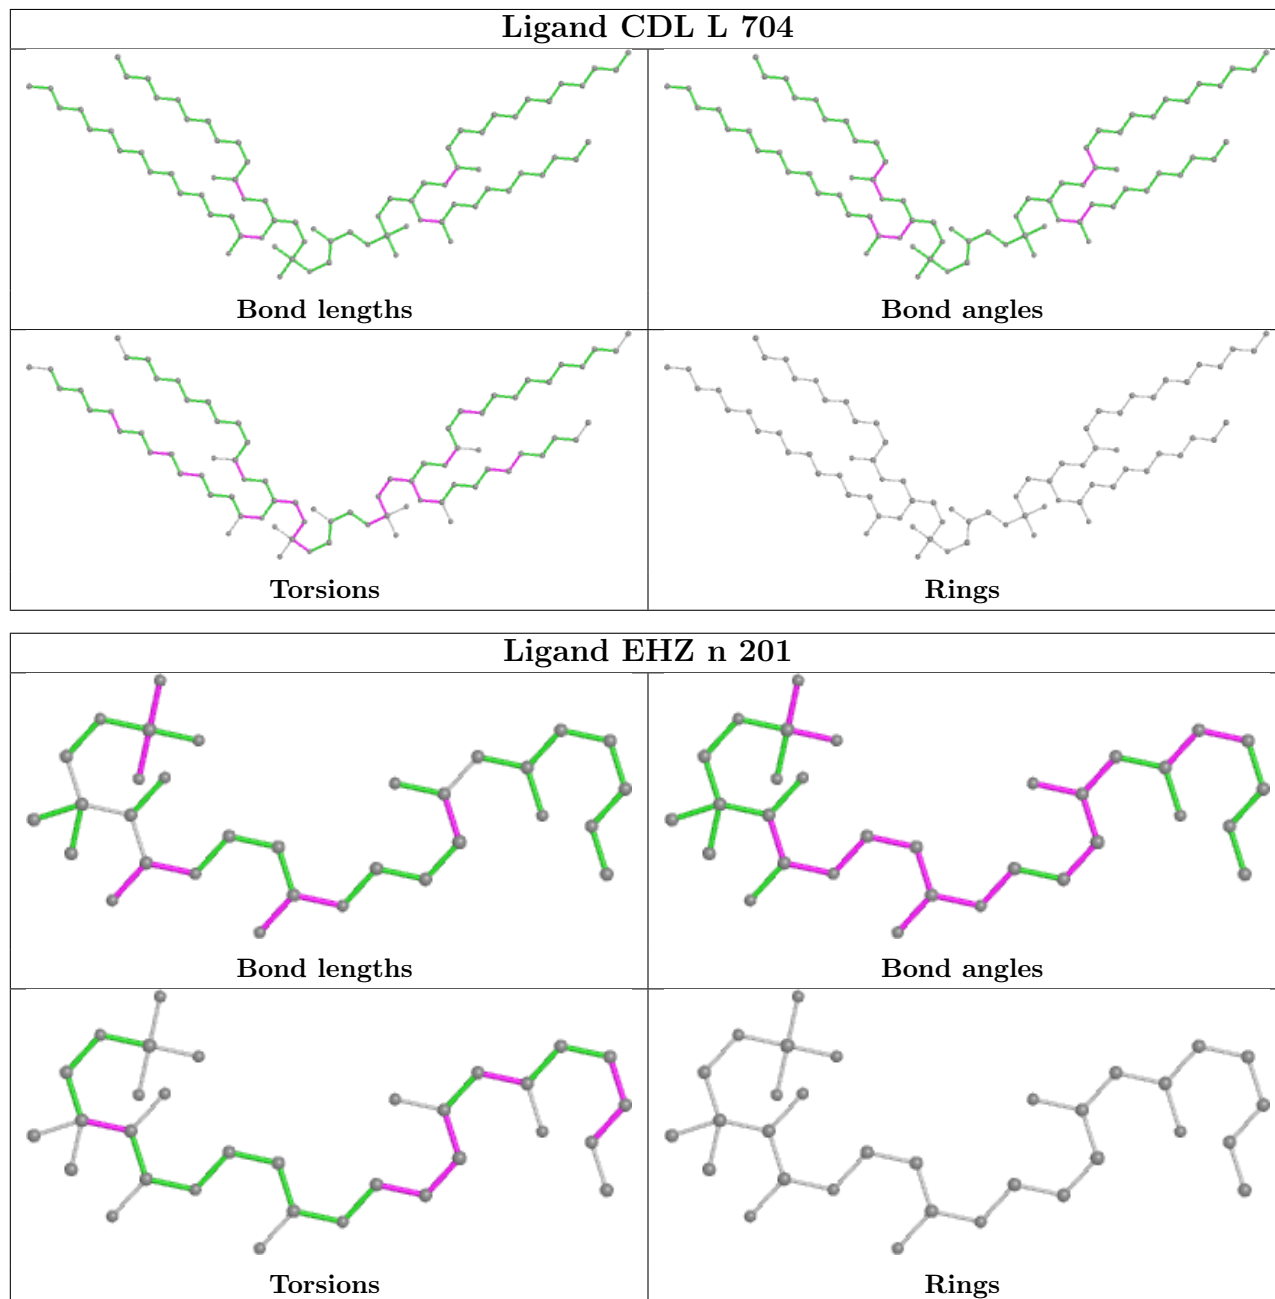 Ligand CDL L 704
Bond lengths
Bond angles
Torsions
Rings
Ligand EHZ n 201
Bond lengths
Bond angles
Torsions
Rings